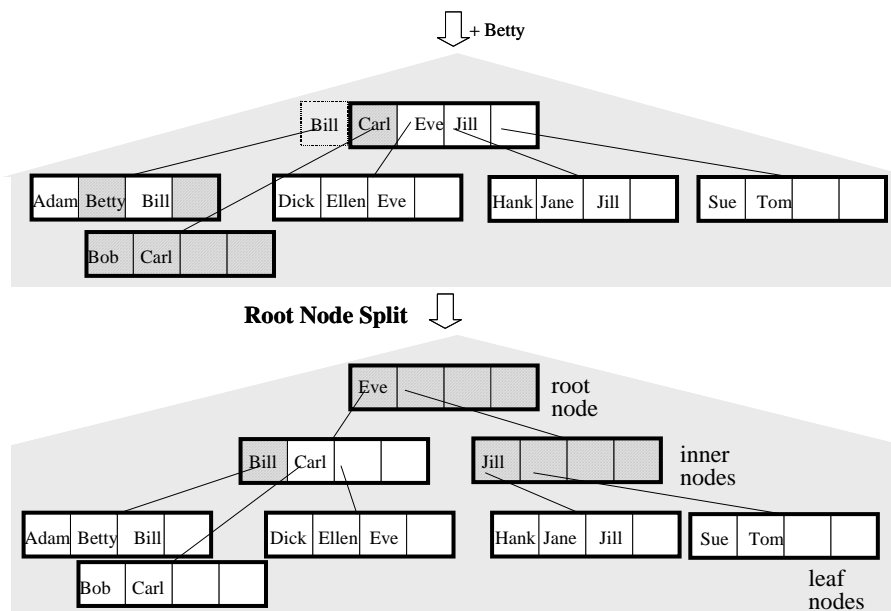 + Betty
Bill Carl Eve Jill
Adam Betty Bill Dick Ellen Eve Hank Jane Jill Sue Tom
Bob Carl
Root Node Split
Eve root
node
Bill Carl Jill inner
nodes
Adam Betty Bill Dick Ellen Eve Hank Jane Jill Sue Tom
Bob Carl leaf
nodes